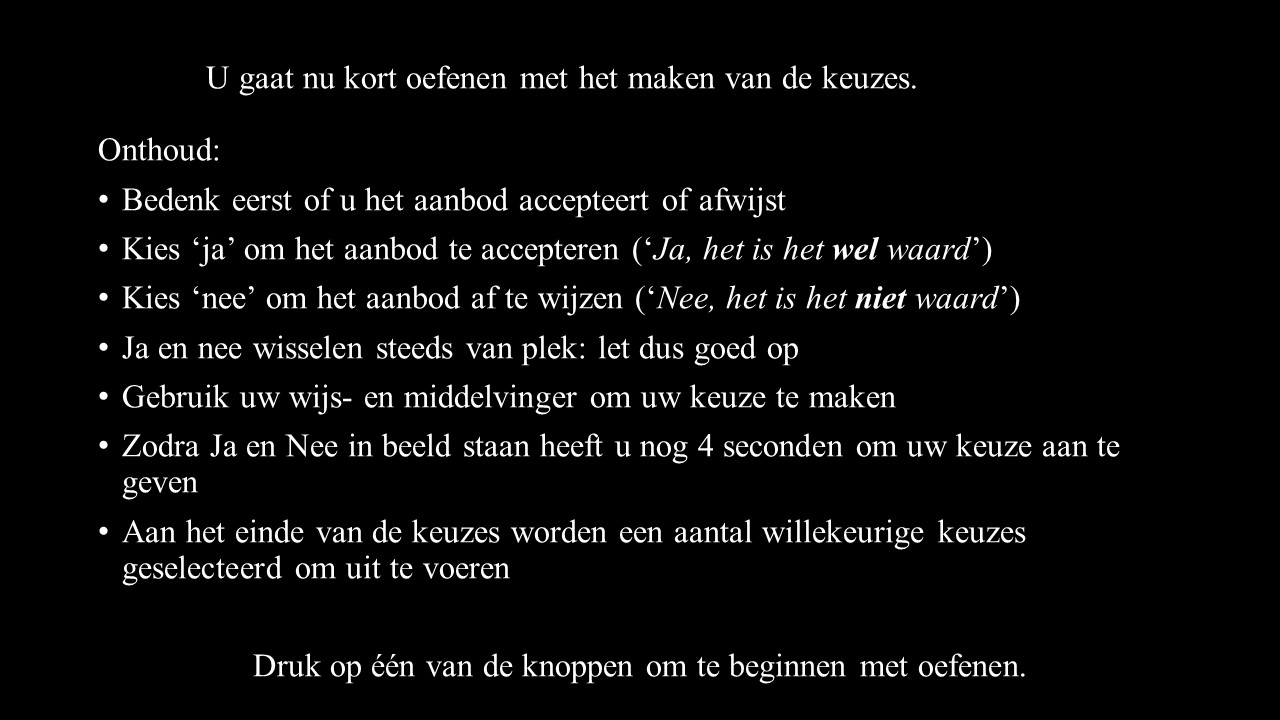 U gaat nu kort oefenen met het maken van de keuzes.
Onthoud:
• Bedenk eerst of u het aanbod accepteert of afwijst
• Kies ‘ja’ om het aanbod te accepteren (‘Ja, het is het wel waard’)
• Kies ‘nee’ om het aanbod af te wijzen (‘Nee, het is het niet waard’)
• Ja en nee wisselen steeds van plek: let dus goed op
• Gebruik uw wijs- en middelvinger om uw keuze te maken
• Zodra Ja en Nee in beeld staan heeft u nog 4 seconden om uw keuze aan te
geven
• Aan het einde van de keuzes worden een aantal willekeurige keuzes
geselecteerd om uit te voeren
Druk op één van de knoppen om te beginnen met oefenen.